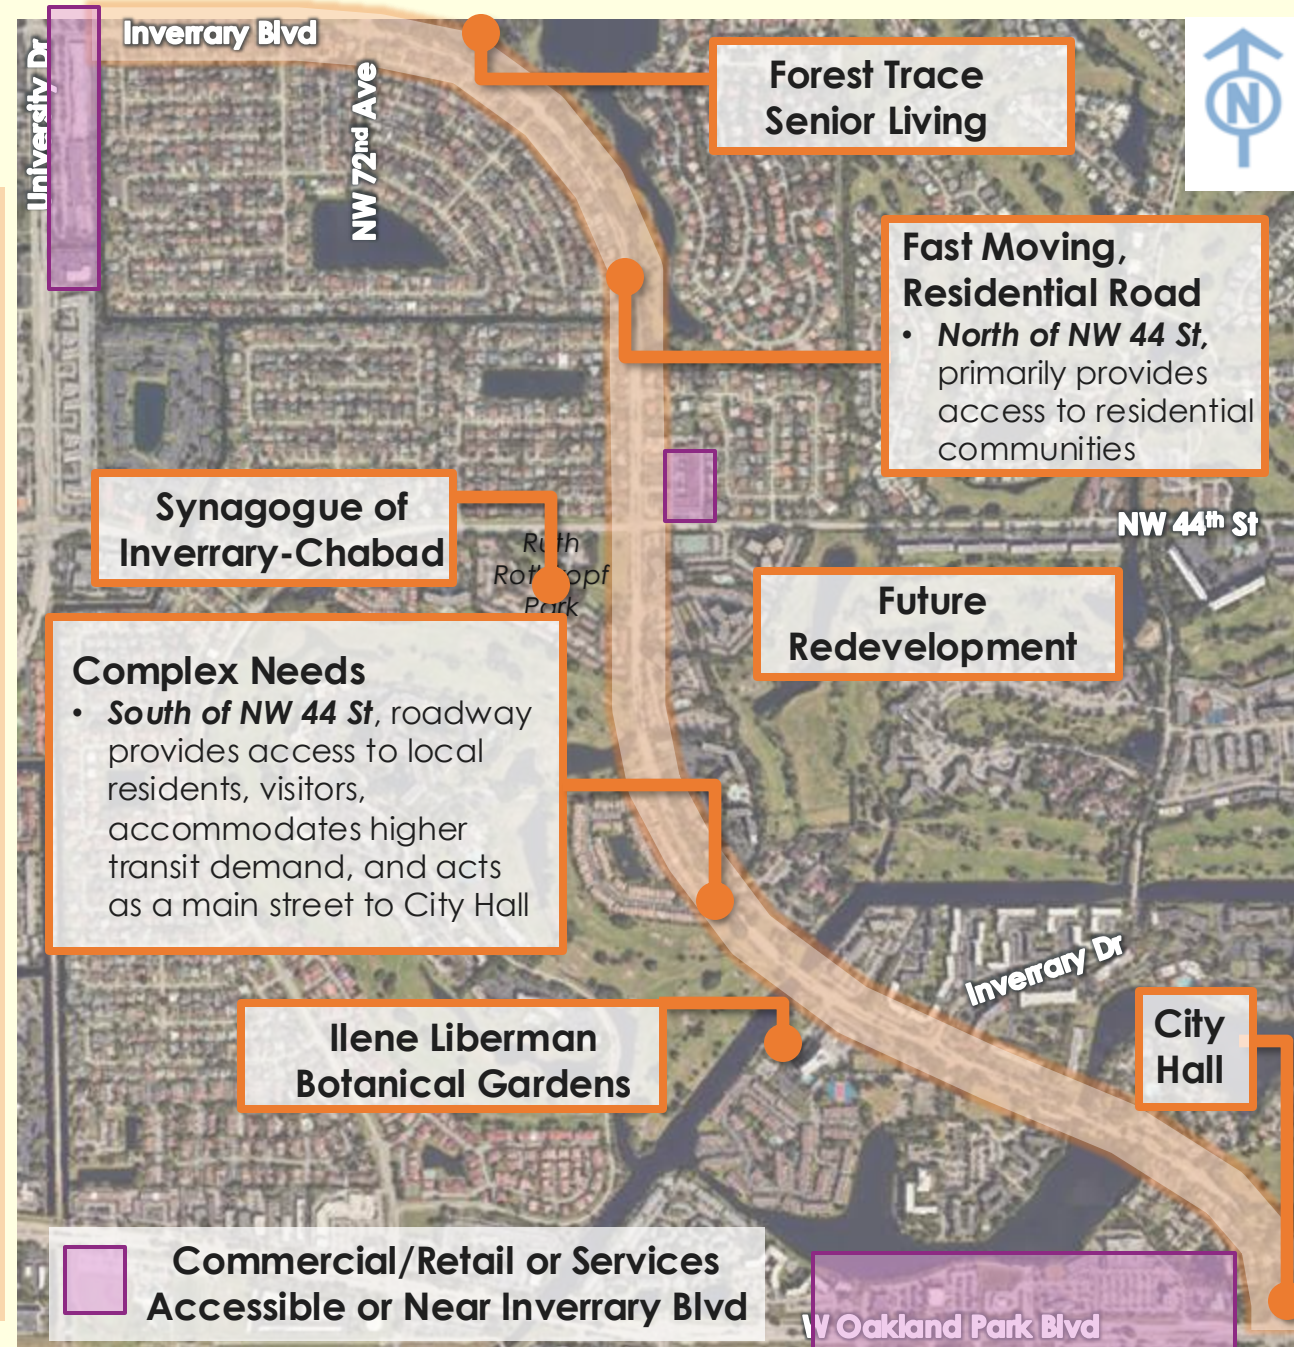 Inverrary Blvd
University Dr
NW 72nd Ave
Forest Trace
Senior Living
N
Fast Moving,
Residential Road
• North of NW 44 St,
primarily provides
access to residential
communities
NW 44th St
Synagogue of
Inverrary-Chabad
Ruth
Rothkopf
Park
Future
Redevelopment
Complex Needs
• South of NW 44 St, roadway
provides access to local
residents, visitors,
accommodates higher
transit demand, and acts
as a main street to City Hall
Inverrary Dr
Ilene Liberman
Botanical Gardens
City
Hall
Commercial/Retail or Services
Accessible or Near Inverrary Blvd
W Oakland Park Blvd